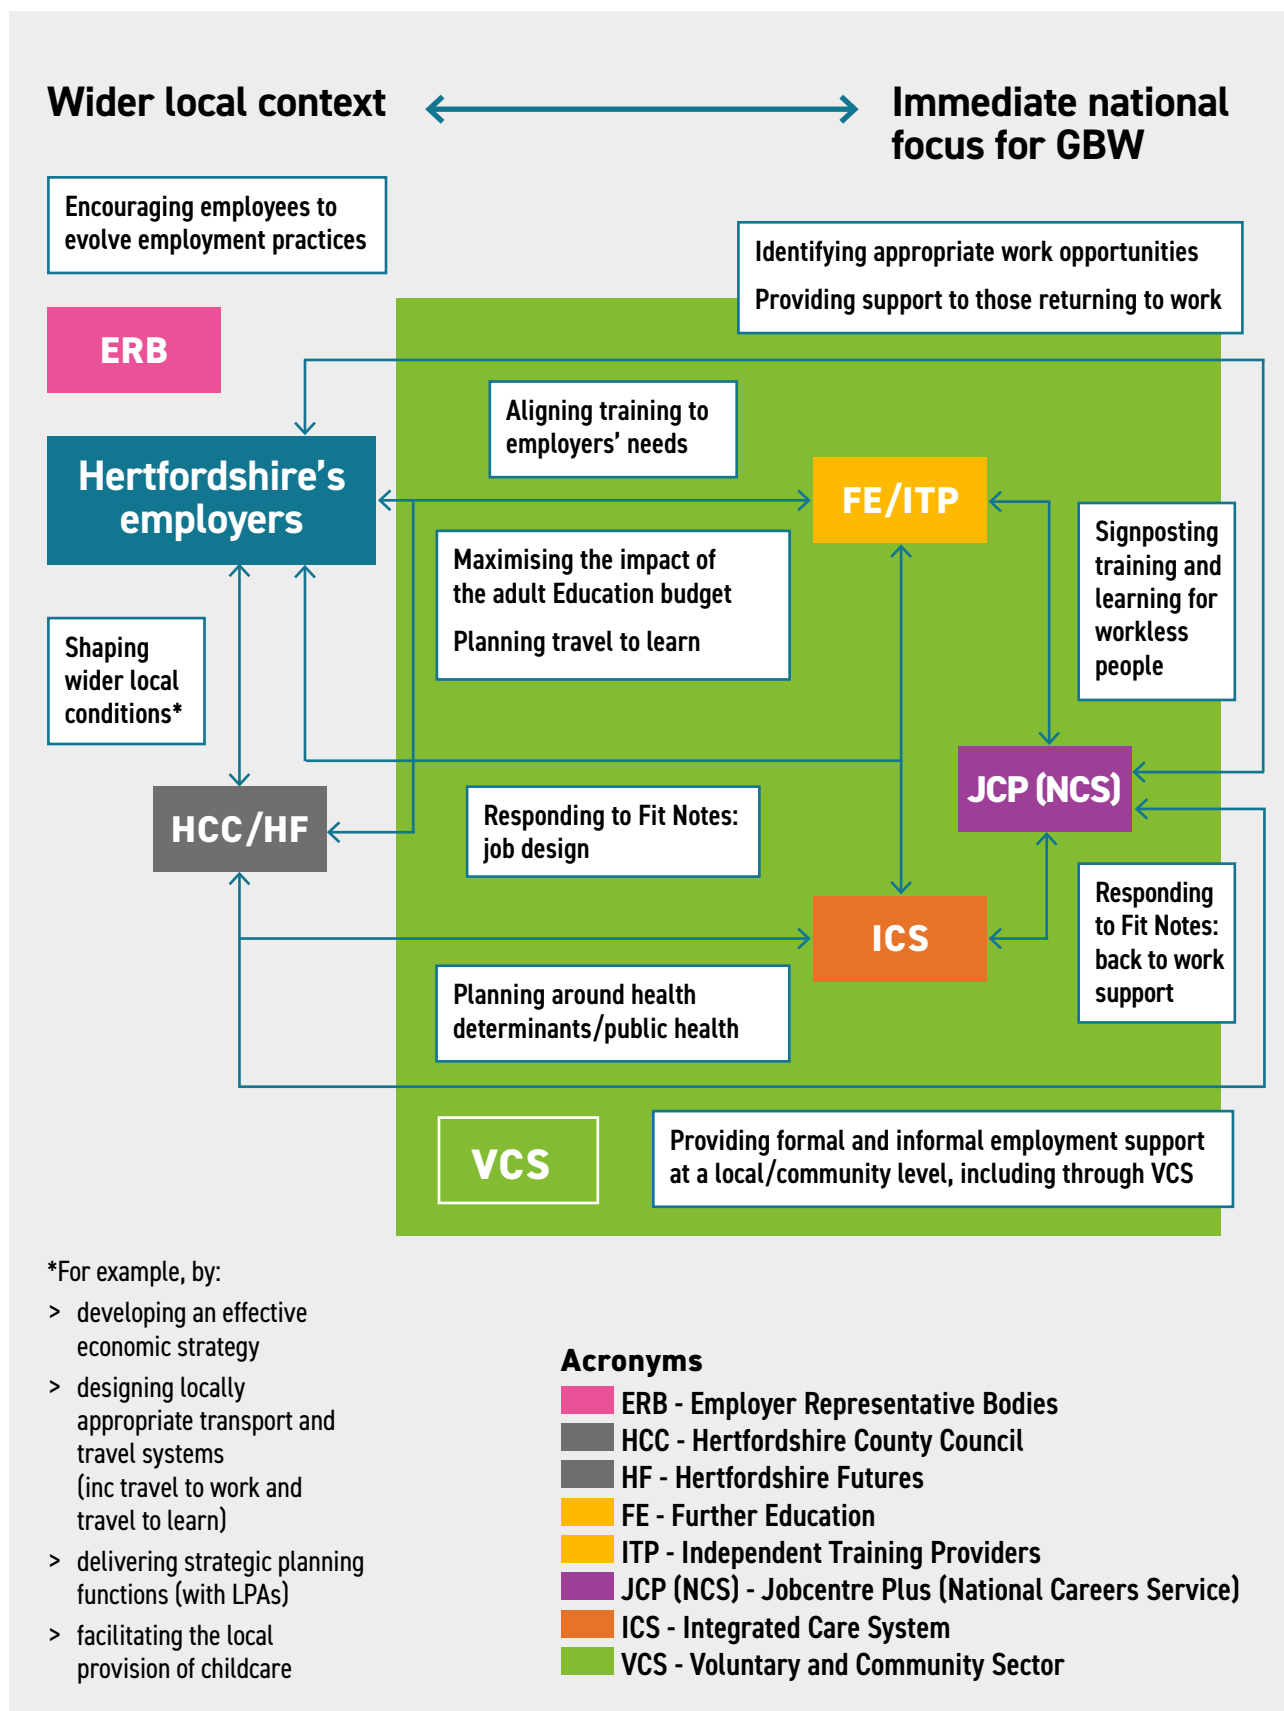 Wider local context
Immediate national
focus for GBW
Encouraging employees to
evolve employment practices
Identifying appropriate work opportunities
Providing support to those returning to work
ERB
Aligning training to
employers’ needs
Hertfordshire’s
employers
FE/ITP
Signposting
training and
learning for
workless
people
Maximising the impact of
the adult Education budget
Planning travel to learn
Shaping
wider local
conditions*
JCP (NCS)
HCC/HF
Responding to Fit Notes:
job design
Responding
to Fit Notes:
back to work
support
ICS
Planning around health
determinants/public health
VCS
Providing formal and informal employment support
at a local/community level, including through VCS
*For example, by:
> developing an effective
economic strategy
> designing locally
appropriate transport and
travel systems
(inc travel to work and
travel to learn)
> delivering strategic planning
functions (with LPAs)
> facilitating the local
provision of childcare
Acronyms
ERB - Employer Representative Bodies
HCC - Hertfordshire County Council
HF - Hertfordshire Futures
FE - Further Education
ITP - Independent Training Providers
JCP (NCS) - Jobcentre Plus (National Careers Service)
ICS - Integrated Care System
VCS - Voluntary and Community Sector